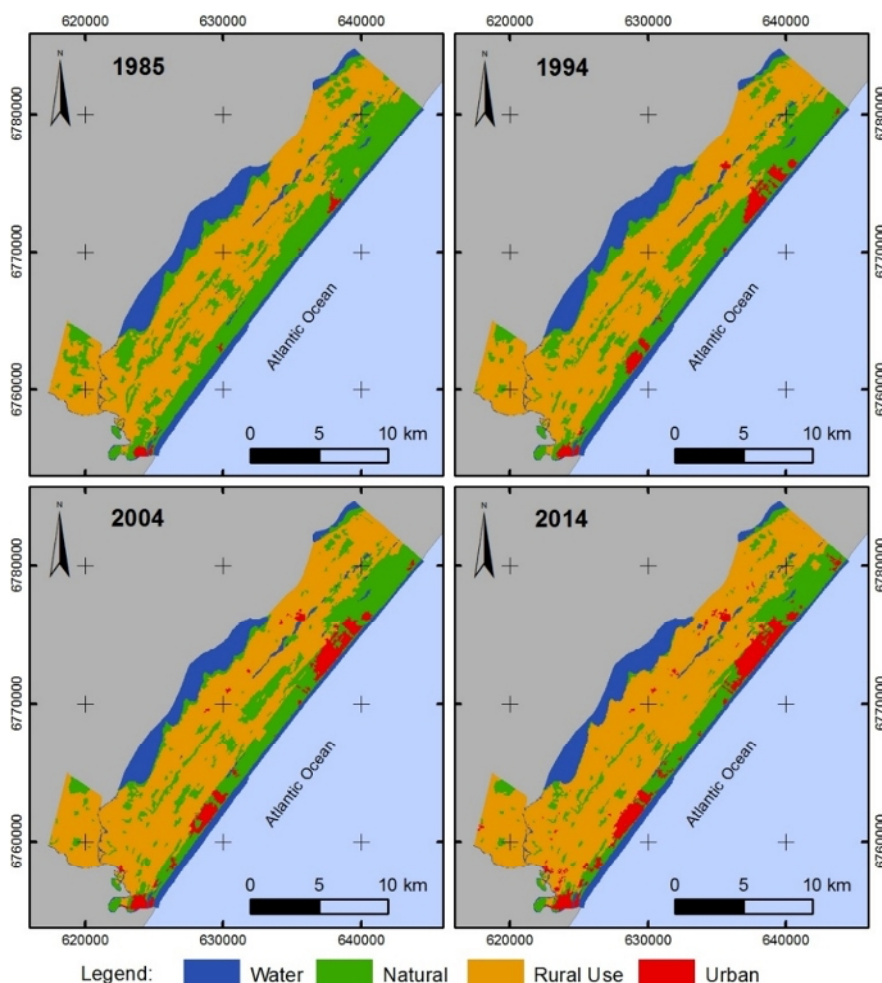 620000 630000 640000 620000 630000 640000
N 1985 N 1994
6780000 6780000
6770000 6770000
Atlantic Ocean Atlantic Ocean
6760000 6760000
0 5 10 km 0 5 10 km
N 2004 N 2014
6780000 6780000
6770000 6770000
Atlantic Ocean Atlantic Ocean
6760000 6760000
0 5 10 km 0 5 10 km
620000 630000 640000 620000 630000 640000
Legend: Water Natural Rural Use Urban